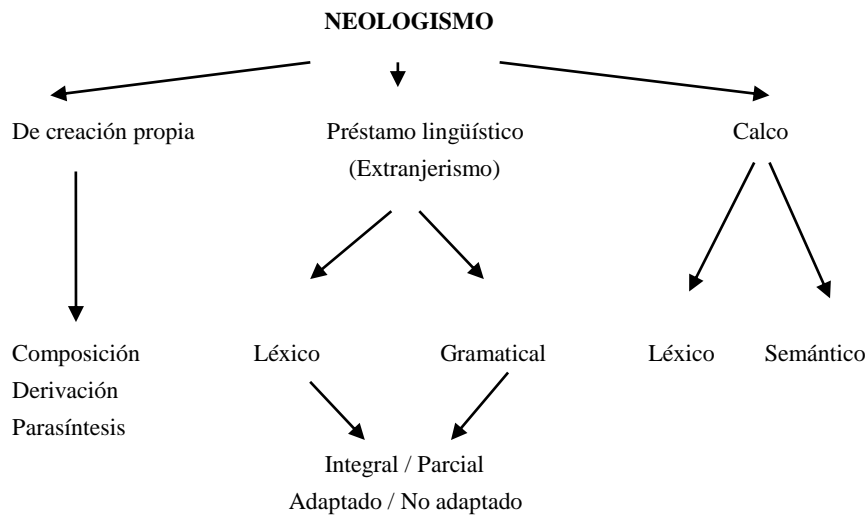 NEOLOGISMO
De creación propia
Préstamo lingüístico
(Extranjerismo)
Calco
Composición
Derivación
Parasíntesis
Léxico
Gramatical
Léxico
Semántico
Integral / Parcial
Adaptado / No adaptado